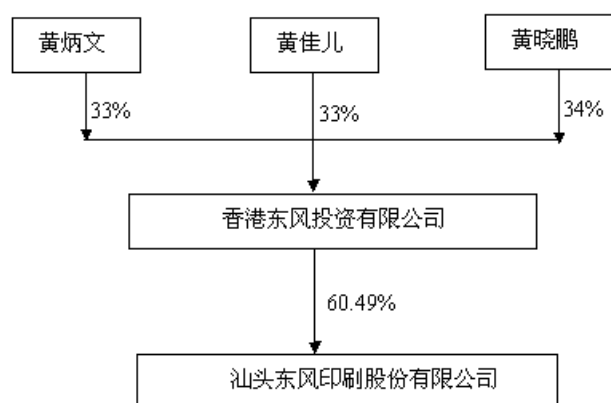 黄炳文
黄佳儿
黄晓鹏
33%
33%
34%
香港东风投资有限公司
60.49%
汕头东风印刷股份有限公司